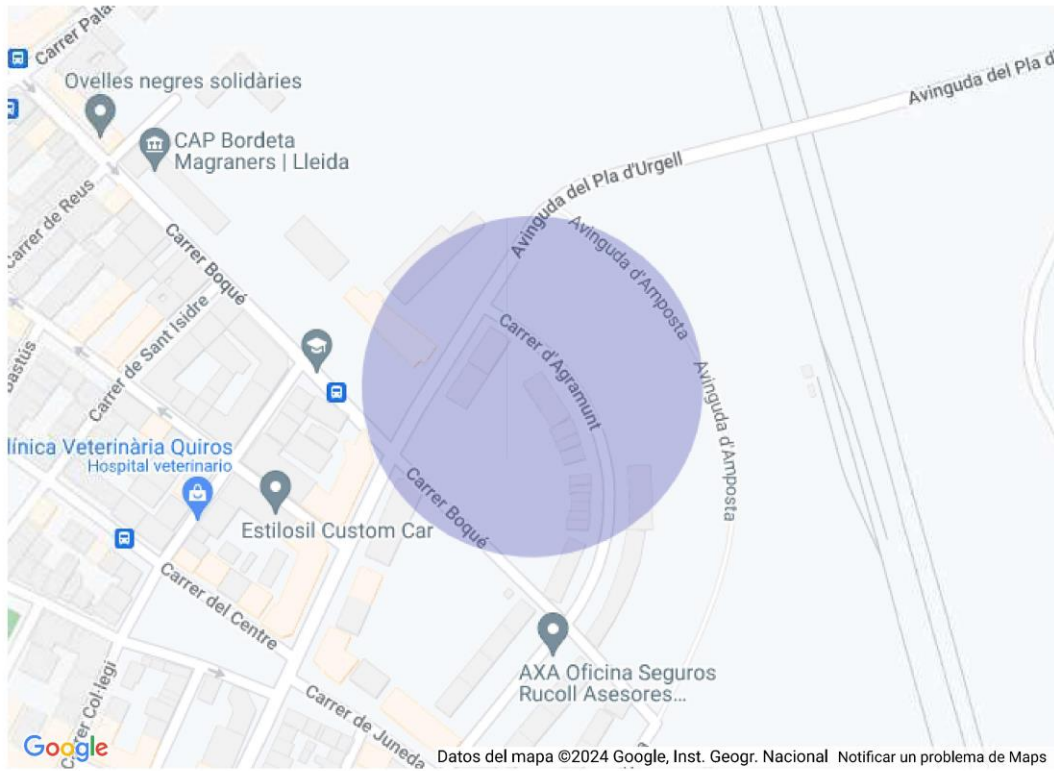 Carrer Pala
Ovelles negres solidàries
CAP Bordeta
Magraners | Lleida
Avinguda del Pla d'
Avinguda del Pla d'Urgell
Carrer de Reus
Carrer Boqué
Avinguda d'Amposta
Carrer de Sant Isidre
Carrer d'Agramunt
Bastús
Avinguda d'Amposta
línica Veterinària Quiros
Hospital veterinario
Estilosil Custom Car
Carrer Boqué
Carrer del Centre
AXA Oficina Seguros
Rucoll Asesores...
Carrer Col·legi
Carrer de Juneda
Google
Datos del mapa ©2024 Google, Inst. Geogr. Nacional
Notificar un problema de Maps